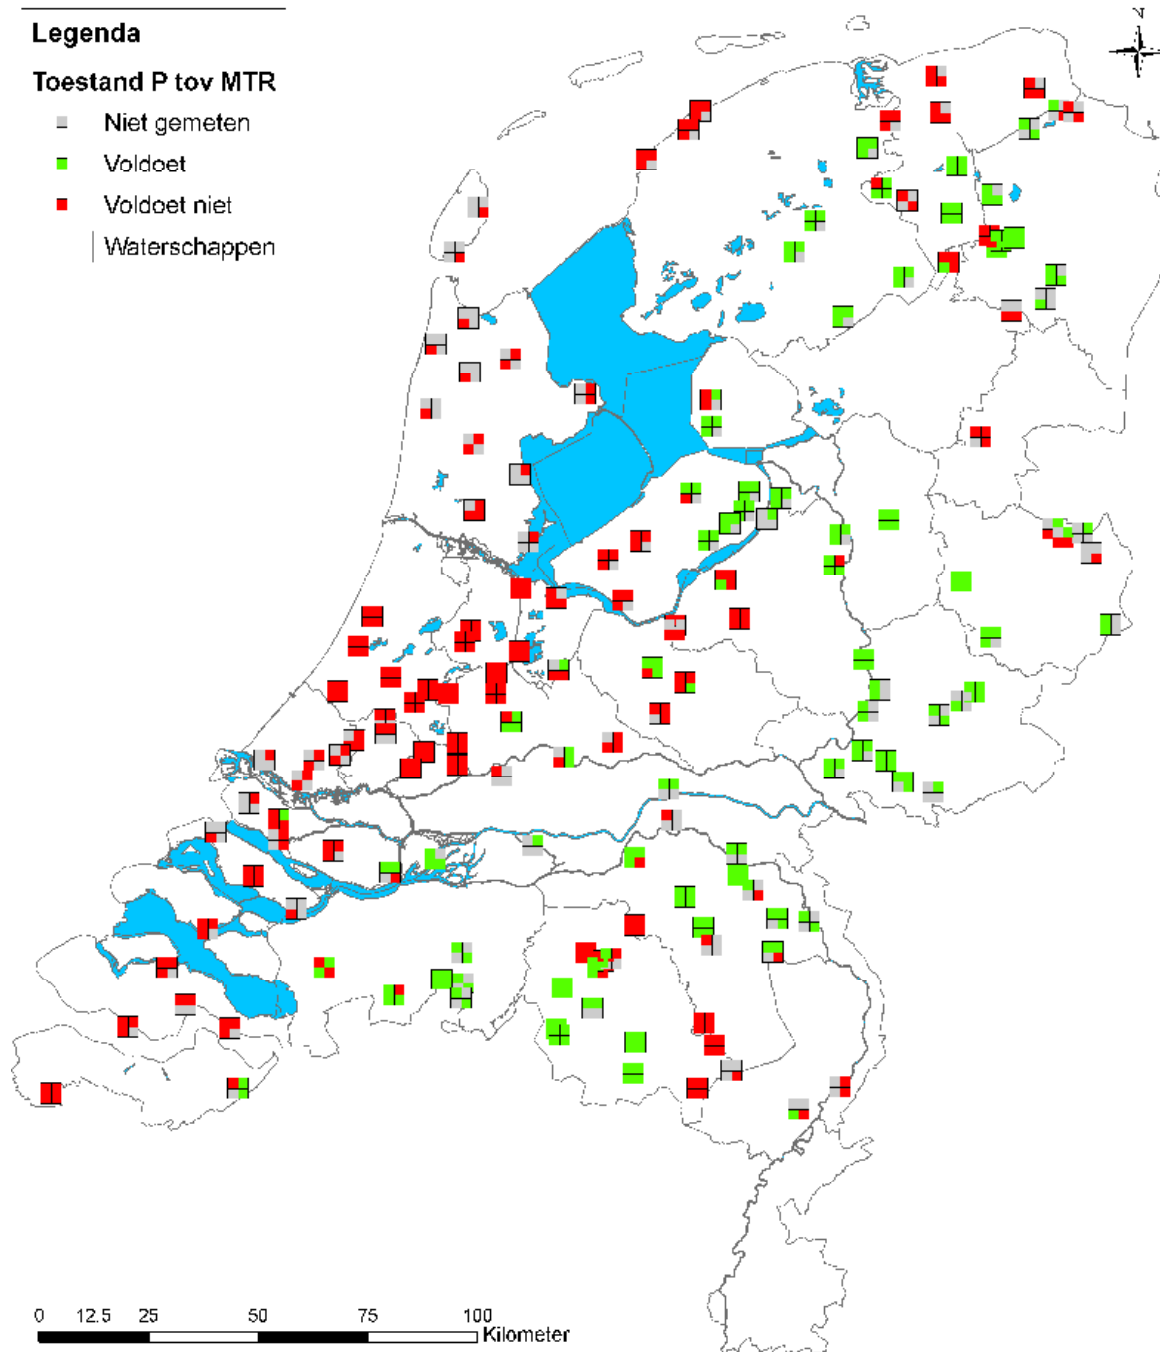 Legenda
Toestand P tov MTR
Niet gemeten
Voldoet
Voldoet niet
Waterschappen
N
0 12.5 25 50 75 100
Kilometer